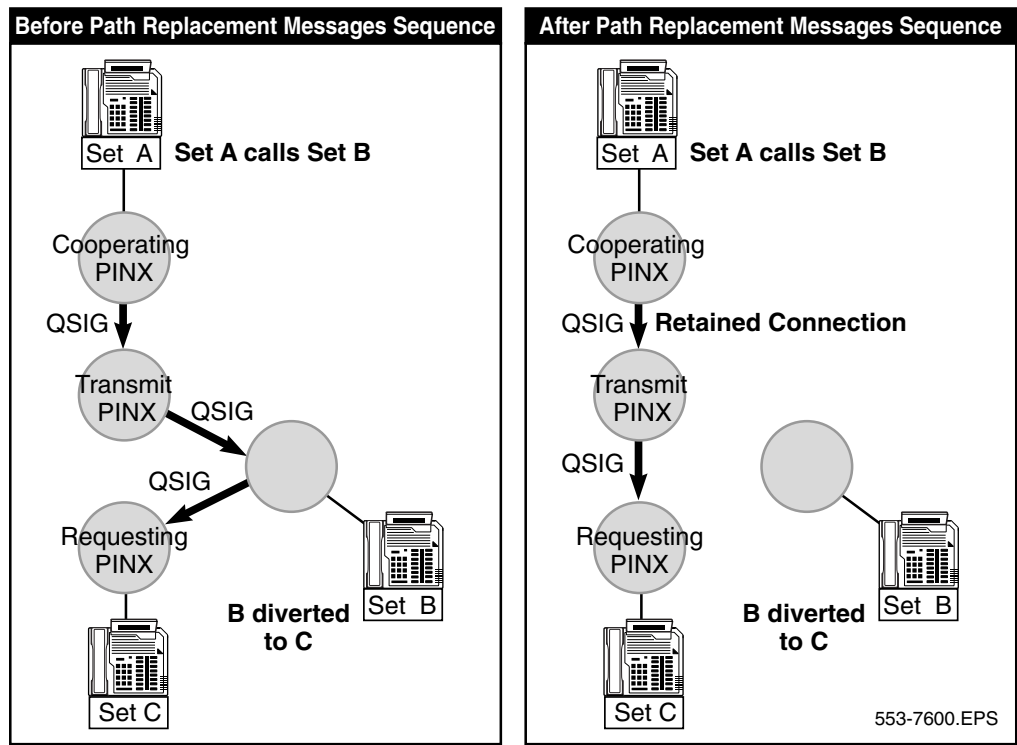 Before Path Replacement Messages Sequence
Set A
Set A calls Set B
Cooperating
PINX
QSIG
Transmit
PINX
QSIG
QSIG
Requesting
PINX
Set B
B diverted
to C
Set C
After Path Replacement Messages Sequence
Set A
Set A calls Set B
Cooperating
PINX
QSIG
Retained Connection
Transmit
PINX
QSIG
Requesting
PINX
Set B
B diverted
to C
Set C
553-7600.EPS